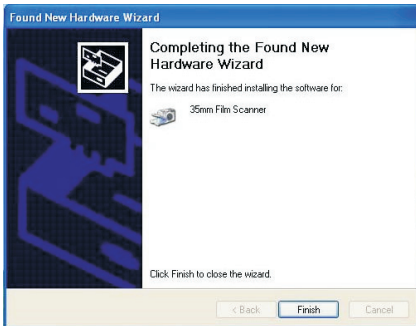 Found New Hardware Wizard
Completing the Found New
Hardware Wizard
The wizard has finished installing the software for:
35mm Film Scanner
Click Finish to close the wizard.
< Back
Finish
Cancel